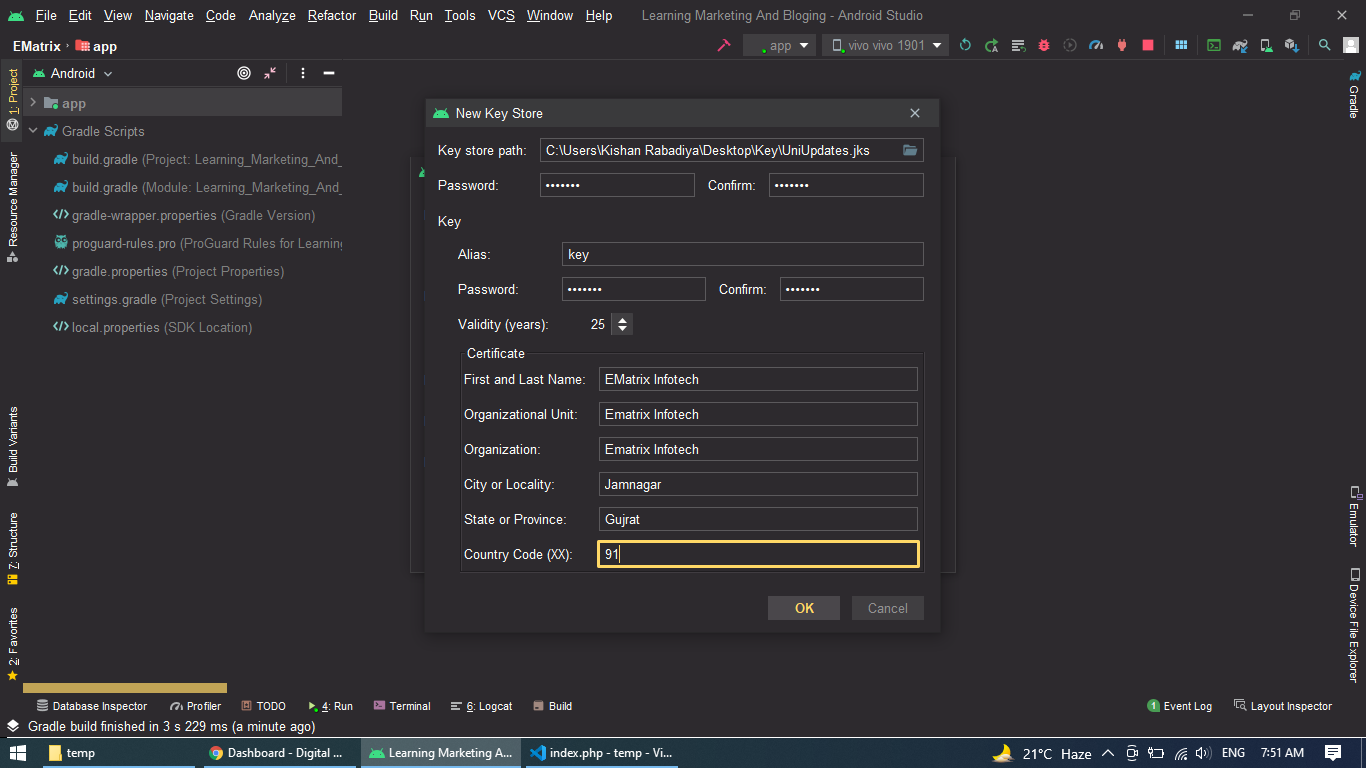 File Edit View Navigate Code Analyze Refactor Build Run Tools VCS Window Help Learning Marketing And Bloging - Android Studio
EMatrix app
app vivo vivo 1901
1: Project
Resource Manager
Build Variants
7: Structure
2: Favorites
Android
app
Gradle Scripts
build.gradle (Project: Learning_Marketing_And_
build.gradle (Module: Learning_Marketing_And_
gradle-wrapper.properties (Gradle Version)
proguard-rules.pro (ProGuard Rules for Learning
gradle.properties (Project Properties)
settings.gradle (Project Settings)
local.properties (SDK Location)
New Key Store
Key store path: C:\Users\Kishan Rabadiya\Desktop\Key\UniUpdates.jks
Password: ••••••• Confirm: •••••••
Key
Alias: key
Password: ••••••• Confirm: •••••••
Validity (years): 25
Certificate
First and Last Name: EMatrix Infotech
Organizational Unit: Ematrix Infotech
Organization: Ematrix Infotech
City or Locality: Jamnagar
State or Province: Gujrat
Country Code (XX): 91
OK Cancel
Gradle
Emulator
Device File Explorer
Database Inspector Profiler TODO 4: Run Terminal 6: Logcat Build 1 Event Log Layout Inspector
Gradle build finished in 3 s 229 ms (a minute ago)
temp Dashboard - Digital ... Learning Marketing A... index.php - temp - Vi... 21°C Haze ENG 7:51 AM